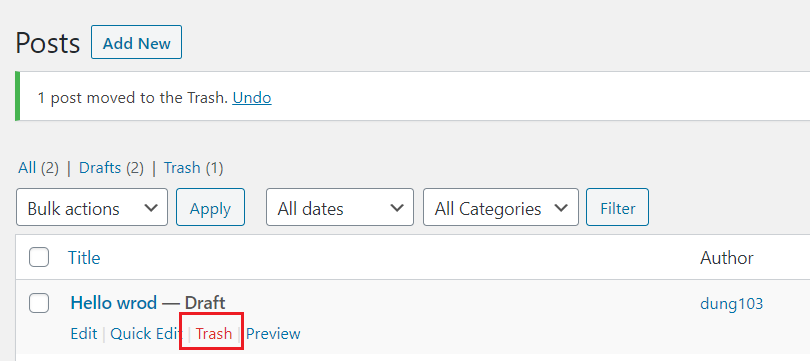 Posts Add New
1 post moved to the Trash. Undo
All (2) | Drafts (2) | Trash (1)
Bulk actions Apply All dates All Categories Filter
Title Author
Hello wrod — Draft dung103
Edit | Quick Edit | Trash | Preview